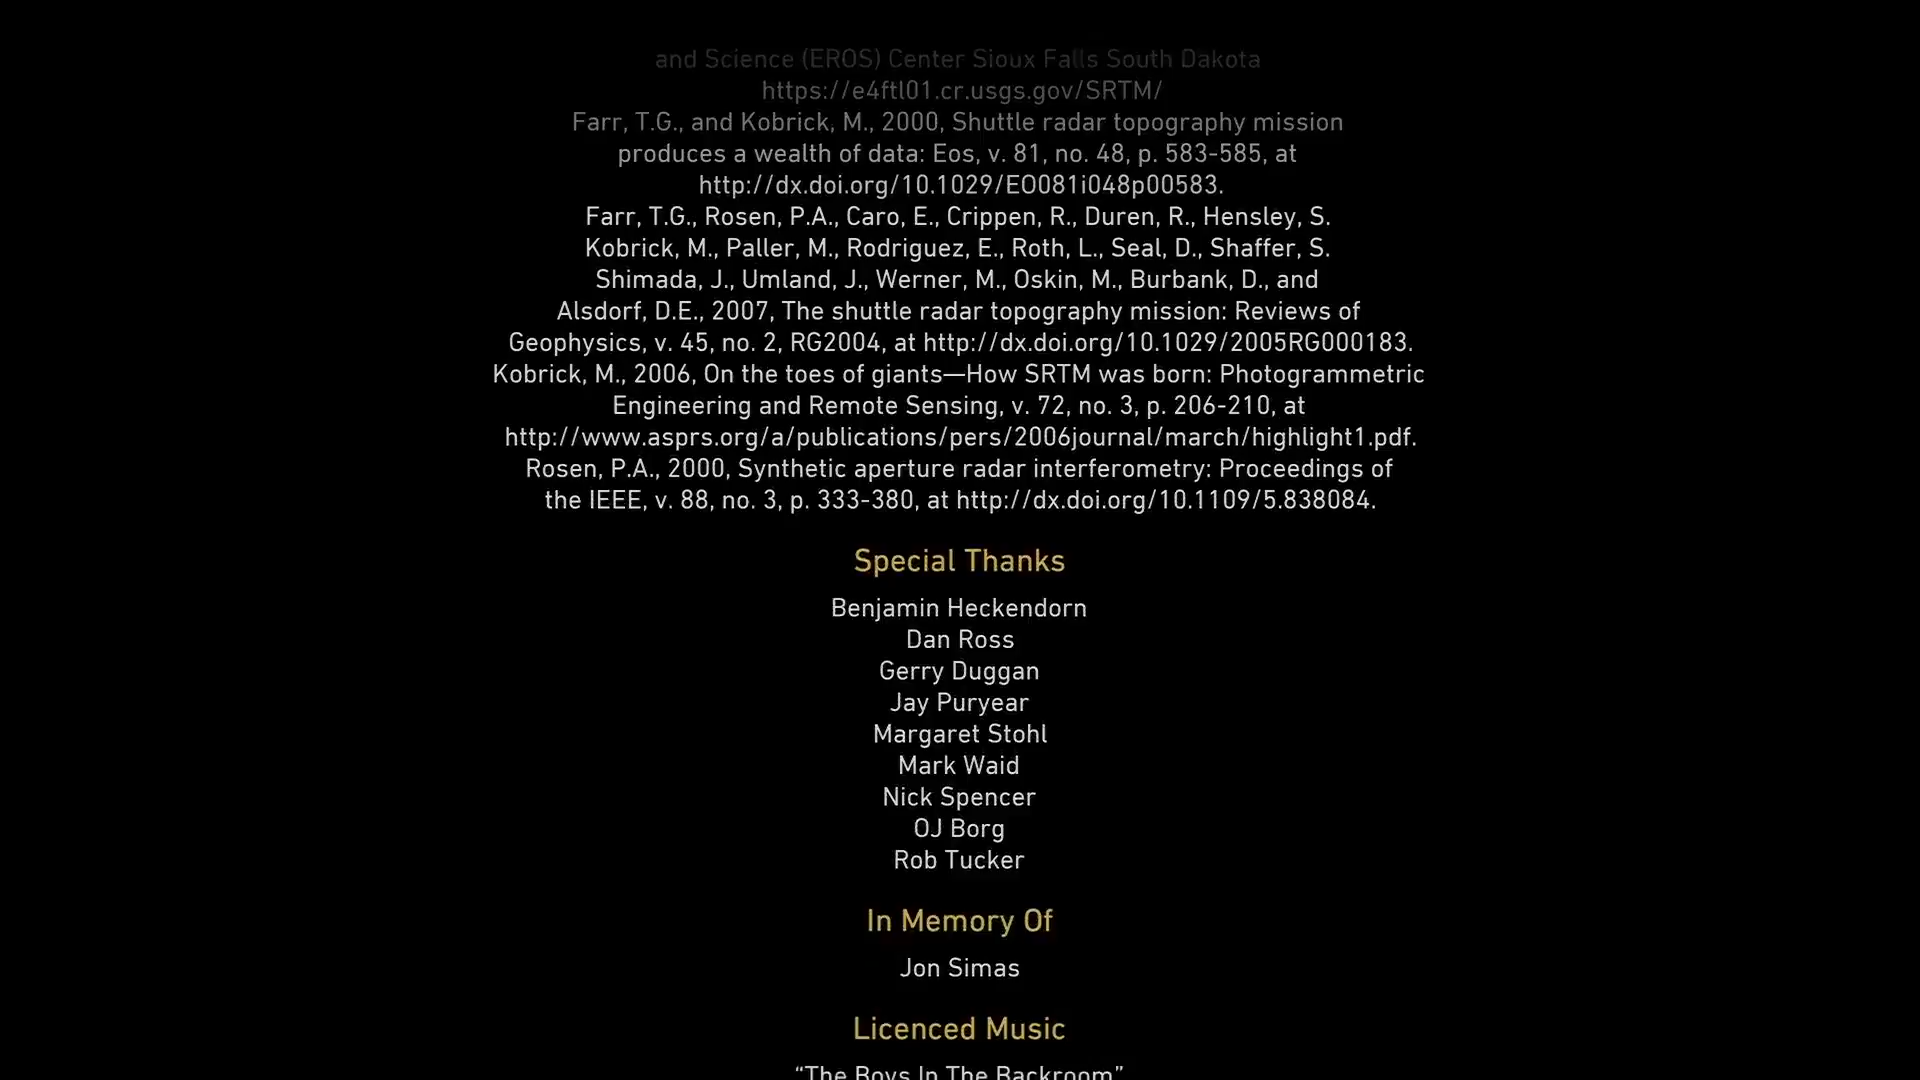 and Science (EROS) Center Sioux Falls South Dakota
https://e4ftl01.cr.usgs.gov/SRTM/
Farr, T.G., and Kobrick, M., 2000, Shuttle radar topography mission
produces a wealth of data: Eos, v. 81, no. 48, p. 583-585, at
http://dx.doi.org/10.1029/EO081i048p00583.
Farr, T.G., Rosen, P.A., Caro, E., Crippen, R., Duren, R., Hensley, S.
Kobrick, M., Paller, M., Rodriguez, E., Roth, L., Seal, D., Shaffer, S.
Shimada, J., Umland, J., Werner, M., Oskin, M., Burbank, D., and
Alsdorf, D.E., 2007, The shuttle radar topography mission: Reviews of
Geophysics, v. 45, no. 2, RG2004, at http://dx.doi.org/10.1029/2005RG000183.
Kobrick, M., 2006, On the toes of giants—How SRTM was born: Photogrammetric
Engineering and Remote Sensing, v. 72, no. 3, p. 206-210, at
http://www.asprs.org/a/publications/pers/2006journal/march/highlight1.pdf.
Rosen, P.A., 2000, Synthetic aperture radar interferometry: Proceedings of
the IEEE, v. 88, no. 3, p. 333-380, at http://dx.doi.org/10.1109/5.838084.
Special Thanks
Benjamin Heckendorn
Dan Ross
Gerry Duggan
Jay Puryear
Margaret Stohl
Mark Waid
Nick Spencer
OJ Borg
Rob Tucker
In Memory Of
Jon Simas
Licenced Music
“The Boys In The Backroom”